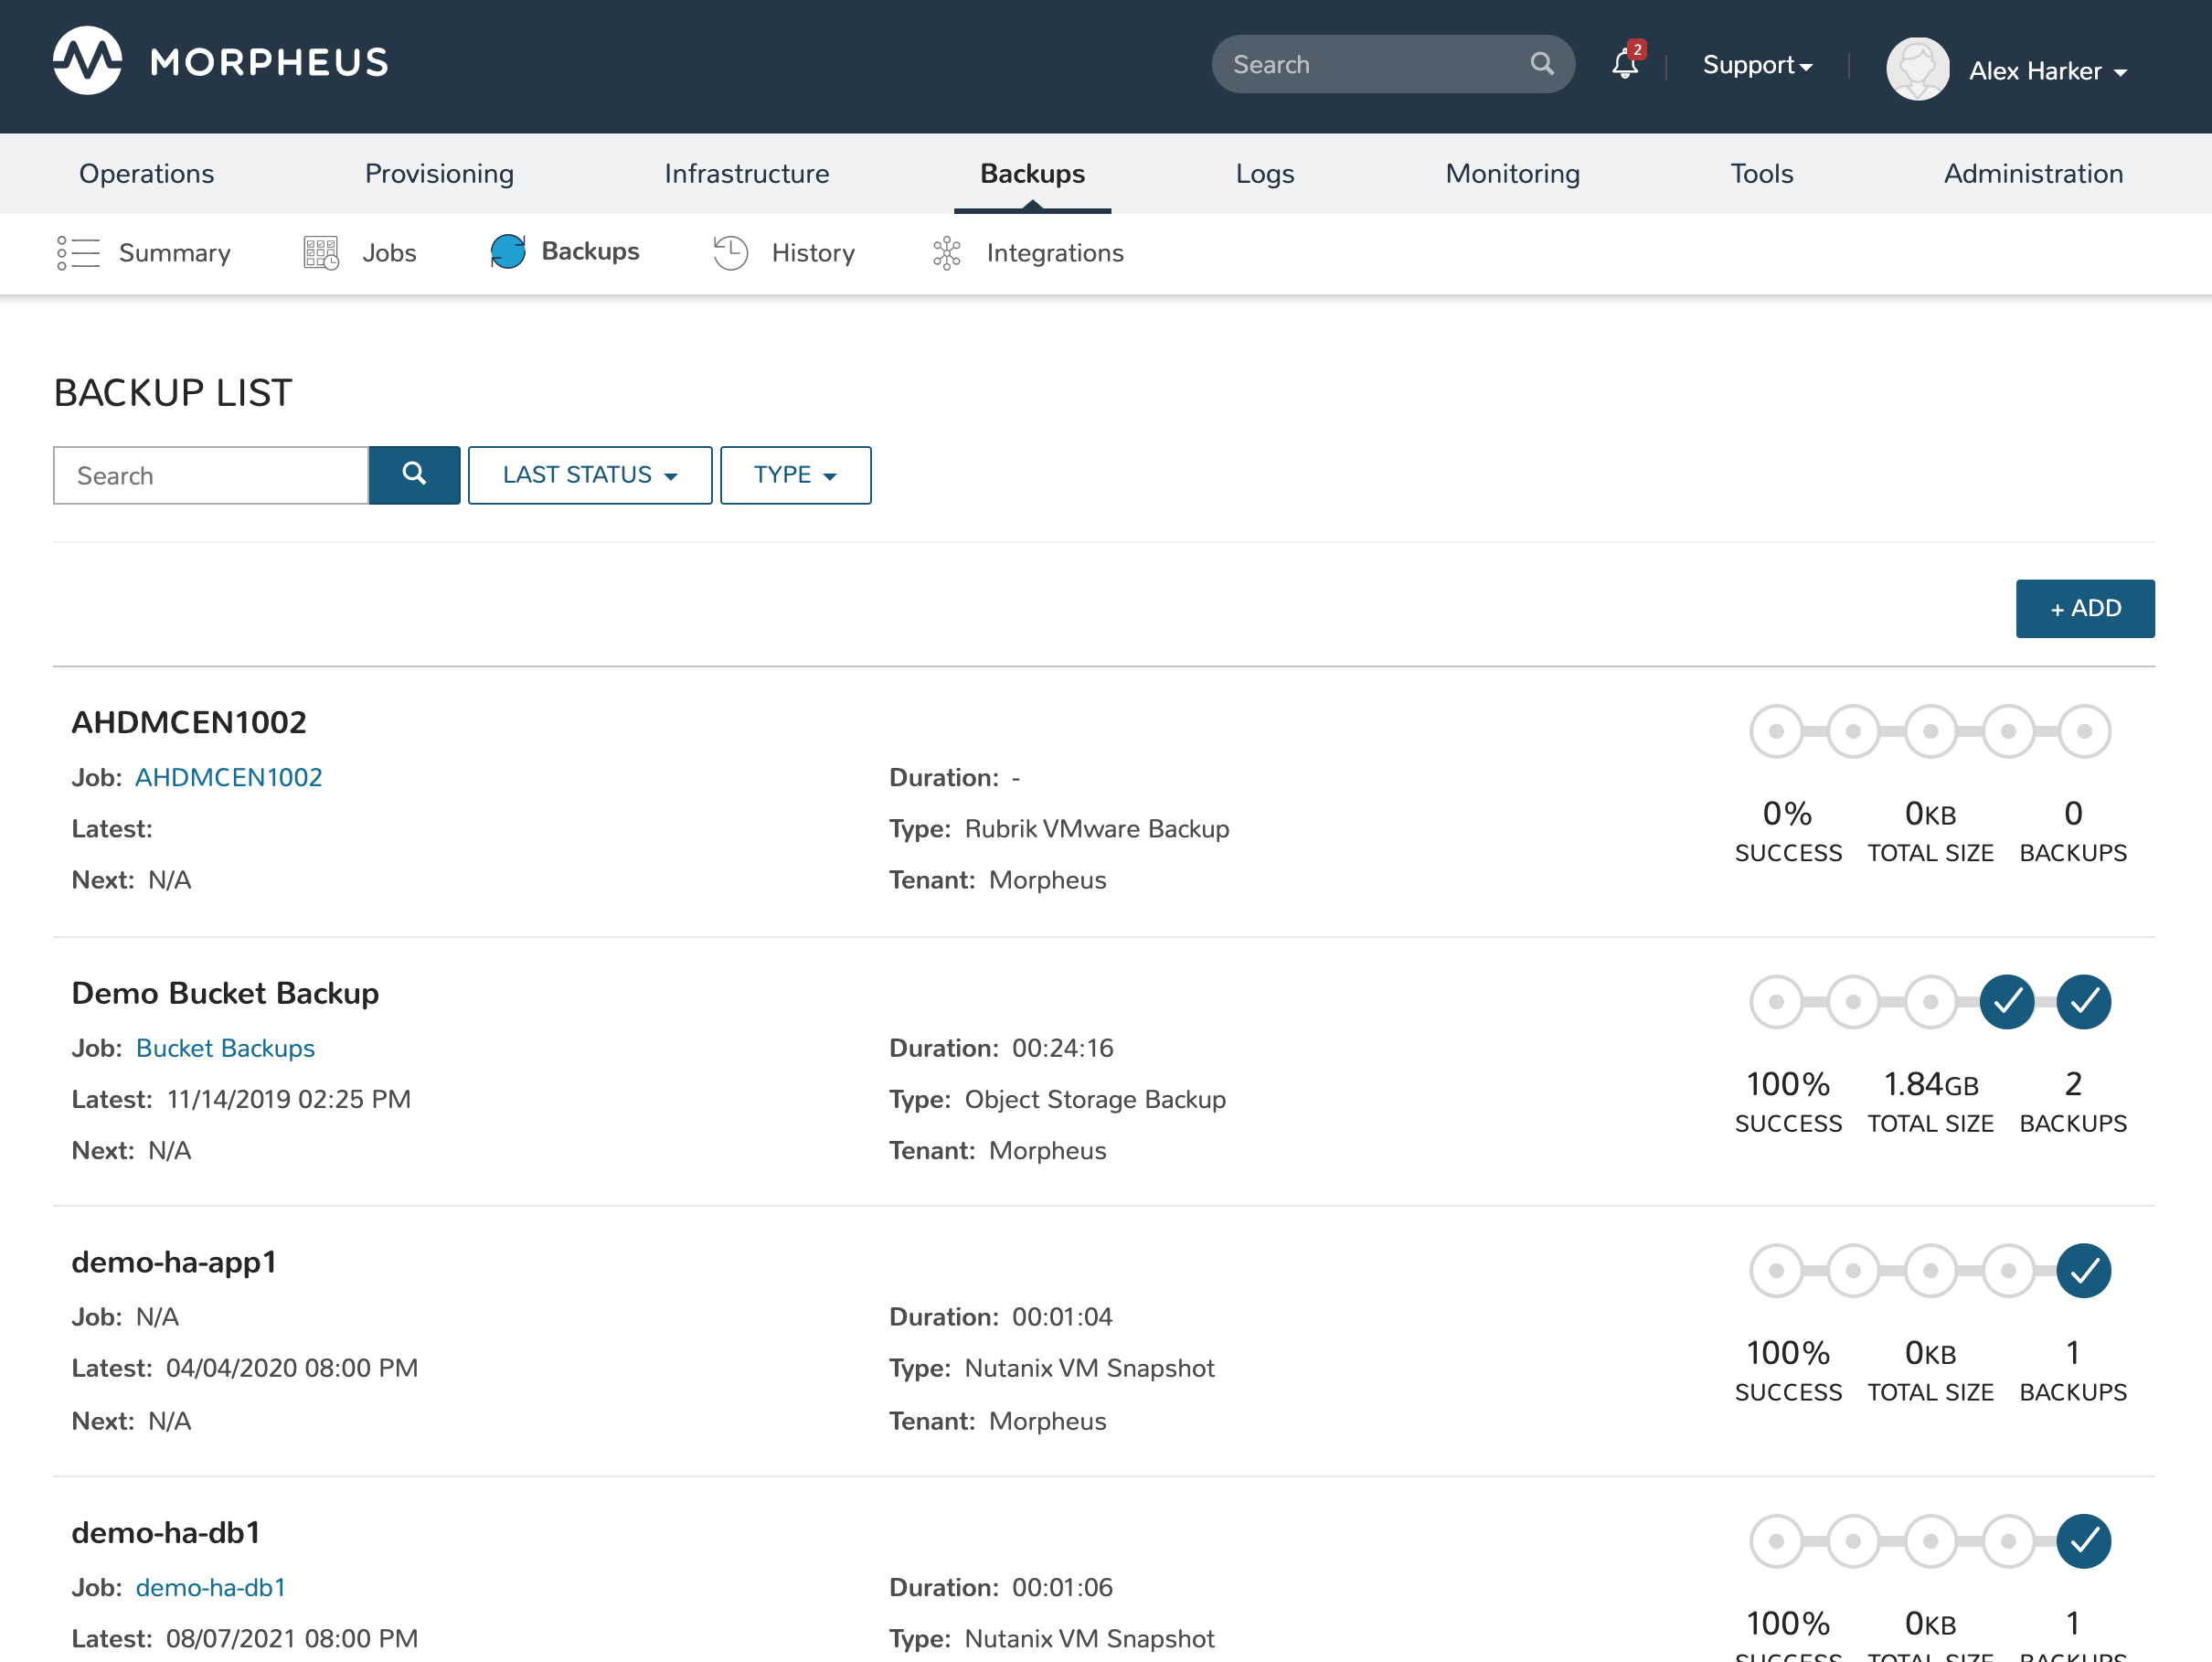 MORPHEUS
Search
2
Support
Alex Harker
Operations
Provisioning
Infrastructure
Backups
Logs
Monitoring
Tools
Administration
Summary
Jobs
Backups
History
Integrations
BACKUP LIST
Search
LAST STATUS
TYPE
+ ADD
AHDMCEN1002
Job: AHDMCEN1002
Duration: -
Latest:
Type: Rubrik VMware Backup
Next: N/A
Tenant: Morpheus
0% 0KB 0
SUCCESS TOTAL SIZE BACKUPS
Demo Bucket Backup
Job: Bucket Backups
Duration: 00:24:16
Latest: 11/14/2019 02:25 PM
Type: Object Storage Backup
Next: N/A
Tenant: Morpheus
100% 1.84GB 2
SUCCESS TOTAL SIZE BACKUPS
demo-ha-app1
Job: N/A
Duration: 00:01:04
Latest: 04/04/2020 08:00 PM
Type: Nutanix VM Snapshot
Next: N/A
Tenant: Morpheus
100% 0KB 1
SUCCESS TOTAL SIZE BACKUPS
demo-ha-db1
Job: demo-ha-db1
Duration: 00:01:06
Latest: 08/07/2021 08:00 PM
Type: Nutanix VM Snapshot
100% 0KB 1
SUCCESS TOTAL SIZE BACKUPS